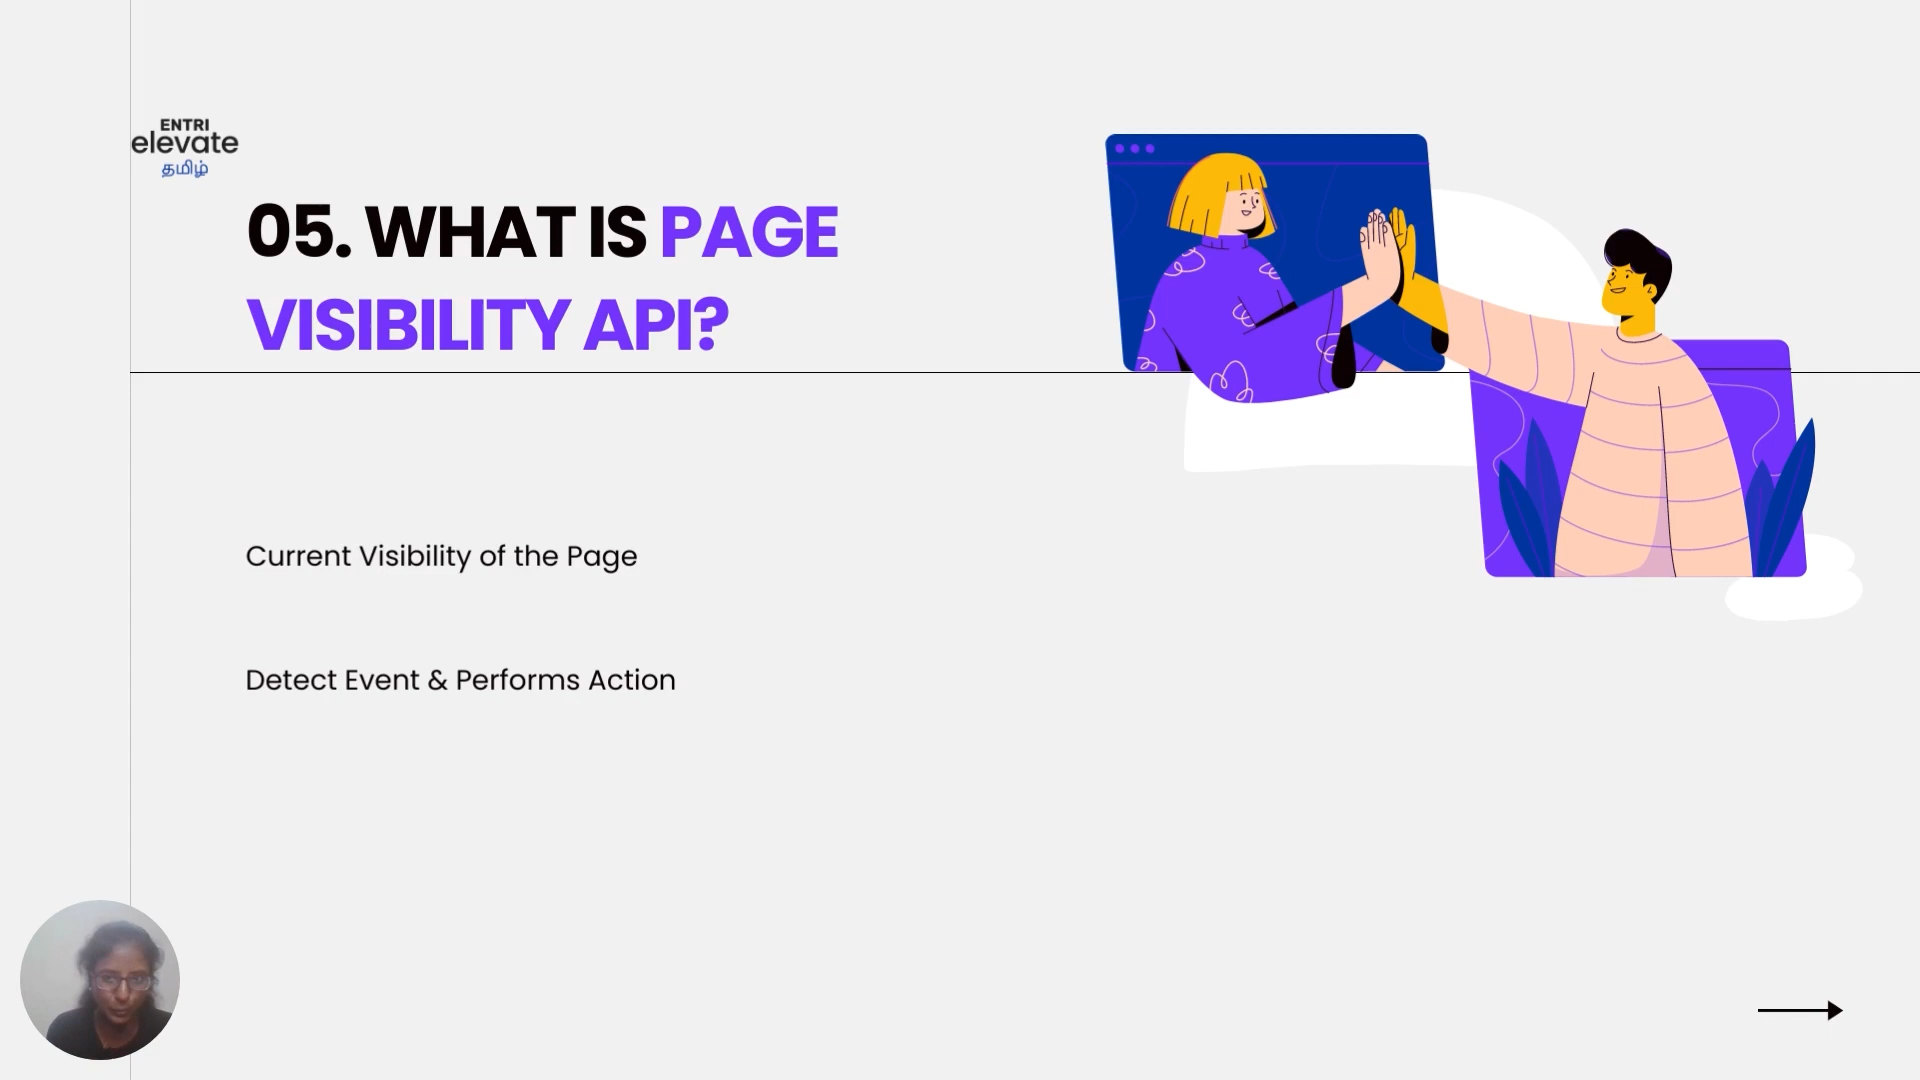 ENTRI
elevate
தமிழ்
05. WHAT IS PAGE
VISIBILITY API?
Current Visibility of the Page
Detect Event & Performs Action